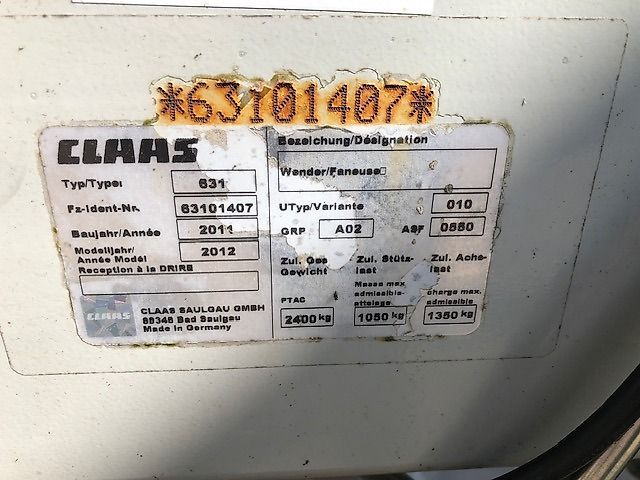 *63101407*
CLAAS
Typ/Type: 631
Fz-Ident-Nr. 63101407
Baujahr/Année 2011
Modelljahr/
Année Modél 2012
Reception à la DRIRE
CLAAS
CLAAS SAULGAU GMBH
88348 Bad Saulgau
Made in Germany
Bezeichung/Désignation
Wender/Faneuse
UTyp/Variante 010
GRP A02 ASF 0550
Zul. Ges Zul. Stütz- Zul. Achs-
Gewicht last last
Masse max
admissible- charge max.
PTAC attelage admissible
2400 kg 1050 kg 1350 kg